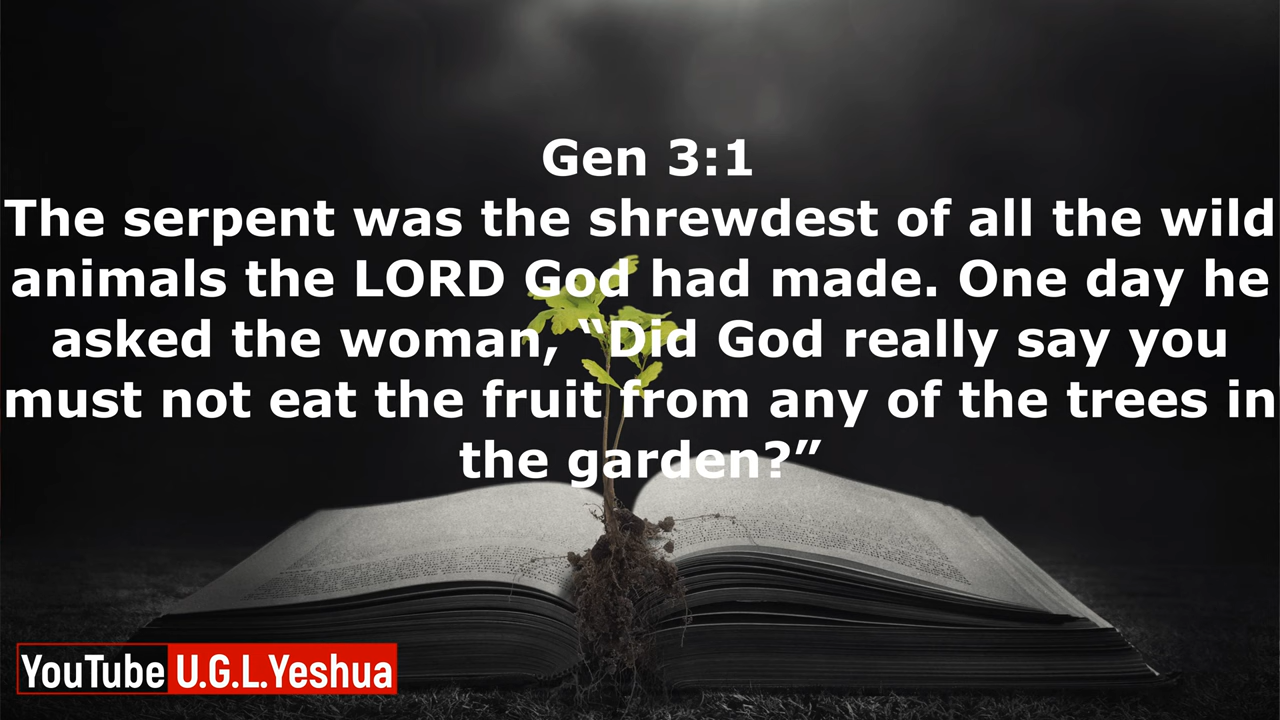 Gen 3:1
The serpent was the shrewdest of all the wild
animals the LORD God had made. One day he
asked the woman, “Did God really say you
must not eat the fruit from any of the trees in
the garden?”
YouTube U.G.L.Yeshua